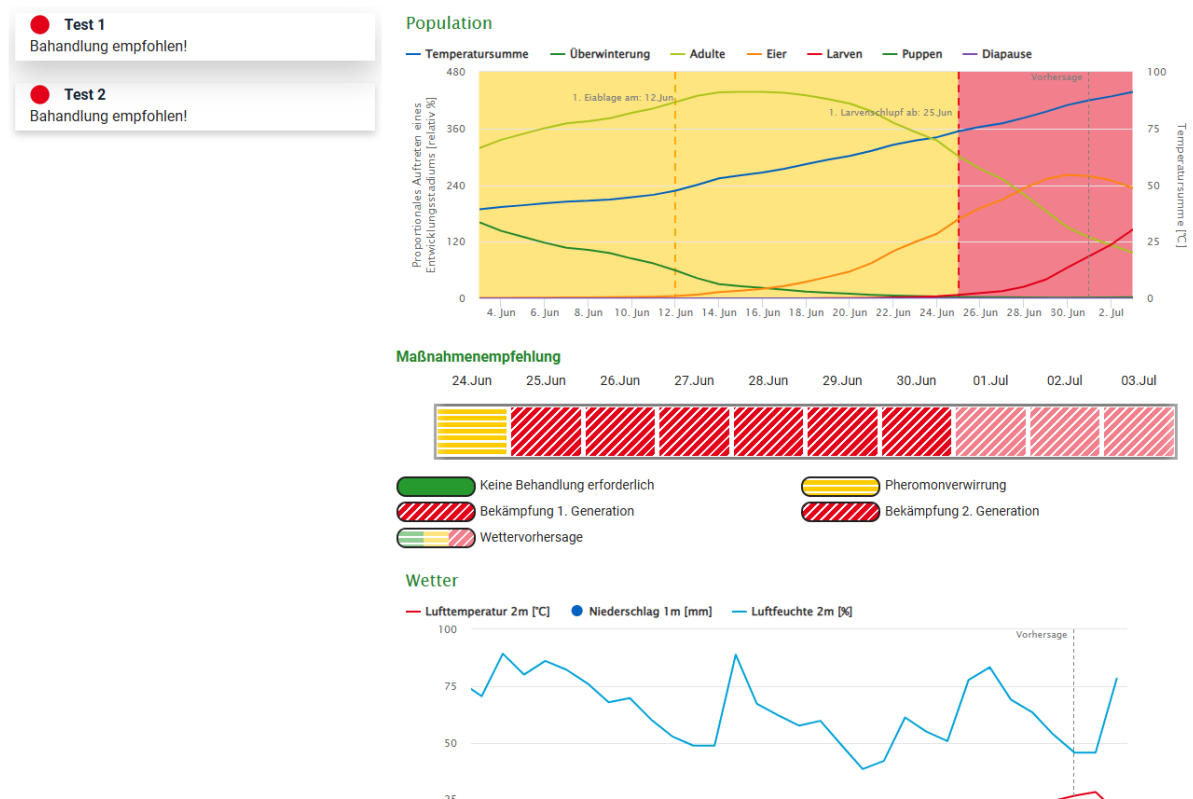 Test 1
Bahandlung empfohlen!
Test 2
Bahandlung empfohlen!
Population
Temperatursumme Überwinterung Adulte Eier Larven Puppen Diapause
Proportionales Auftreten eines
Entwicklungsstadiums [relativ %]
480
360
240
120
0
1. Eiablage am: 12.Jun
1. Larvenschlupf ab: 25.Jun
Vorhersage
100
75
50
25
0
Temperatursumme [°C]
4. Jun 6. Jun 8. Jun 10. Jun 12. Jun 14. Jun 16. Jun 18. Jun 20. Jun 22. Jun 24. Jun 26. Jun 28. Jun 30. Jun 2. Jul
Maßnahmenempfehlung
24.Jun 25.Jun 26.Jun 27.Jun 28.Jun 29.Jun 30.Jun 01.Jul 02.Jul 03.Jul
Keine Behandlung erforderlich Pheromonverwirrung
Bekämpfung 1. Generation Bekämpfung 2. Generation
Wettervorhersage
Wetter
Lufttemperatur 2m [°C] Niederschlag 1m [mm] Luftfeuchte 2m [%]
Vorhersage
100
75
50
25